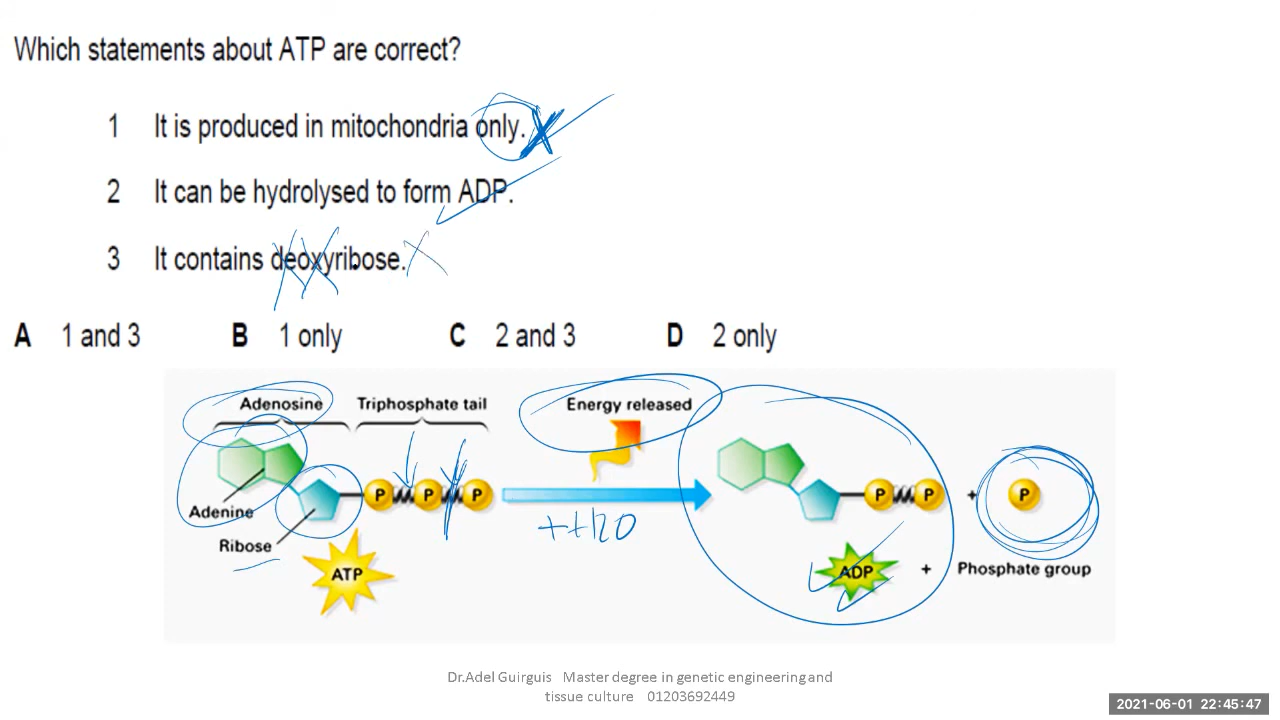 Which statements about ATP are correct?
1 It is produced in mitochondria only.
2 It can be hydrolysed to form ADP.
3 It contains deoxyribose.
A 1 and 3 B 1 only C 2 and 3 D 2 only
Adenosine Triphosphate tail Energy released
P P P P P + P
Adenine
++H2O
Ribose
ATP ADP + Phosphate group
Dr.Adel Guirguis Master degree in genetic engineering and
tissue culture 01203692449
2021-06-01 22:45:47